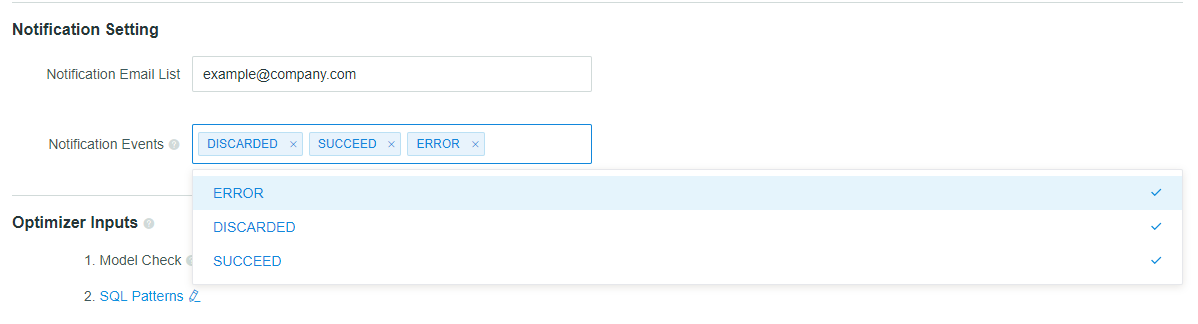 Notification Setting
Notification Email List example@company.com
Notification Events DISCARDED SUCCEED ERROR
ERROR
DISCARDED
Optimizer Inputs
1. Model Check
SUCCEED
2. SQL Patterns